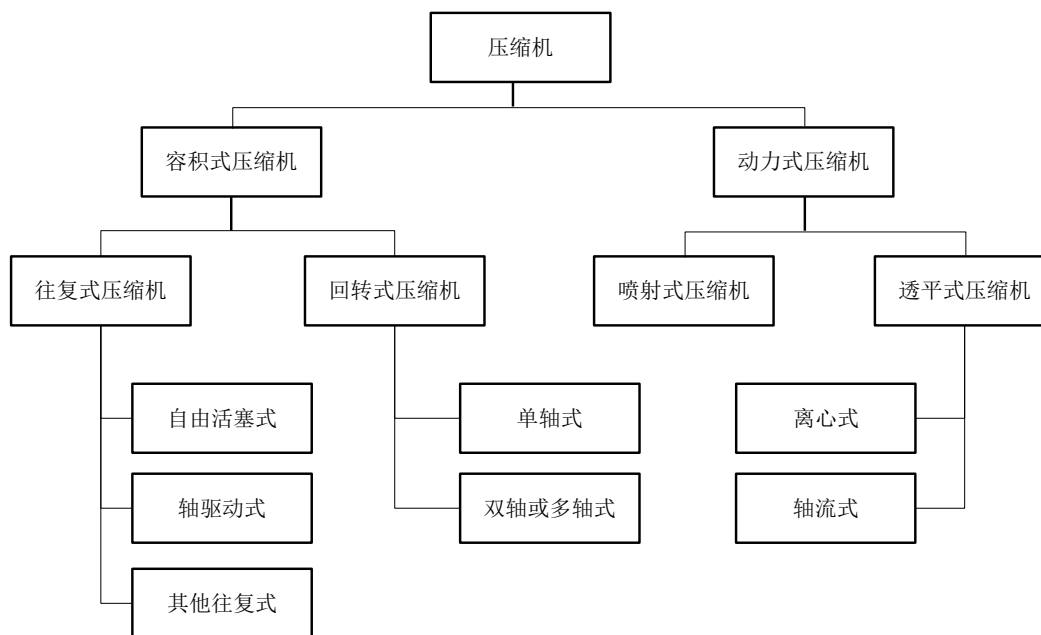 压缩机
容积式压缩机
动力式压缩机
往复式压缩机
回转式压缩机
喷射式压缩机
透平式压缩机
自由活塞式
单轴式
离心式
轴驱动式
双轴或多轴式
轴流式
其他往复式